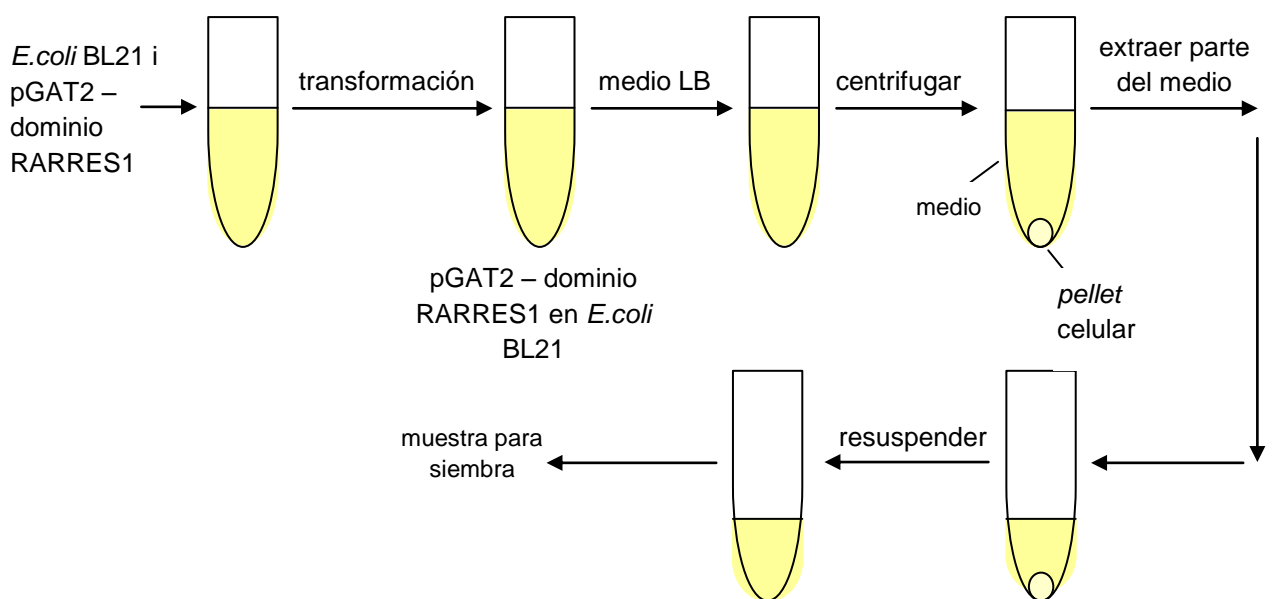 E.coli BL21 i
pGAT2 –
dominio
RARRES1
transformación
medio LB
centrifugar
extraer parte
del medio
medio
pellet
celular
pGAT2 – dominio
RARRES1 en E.coli
BL21
resuspender
muestra para
siembra